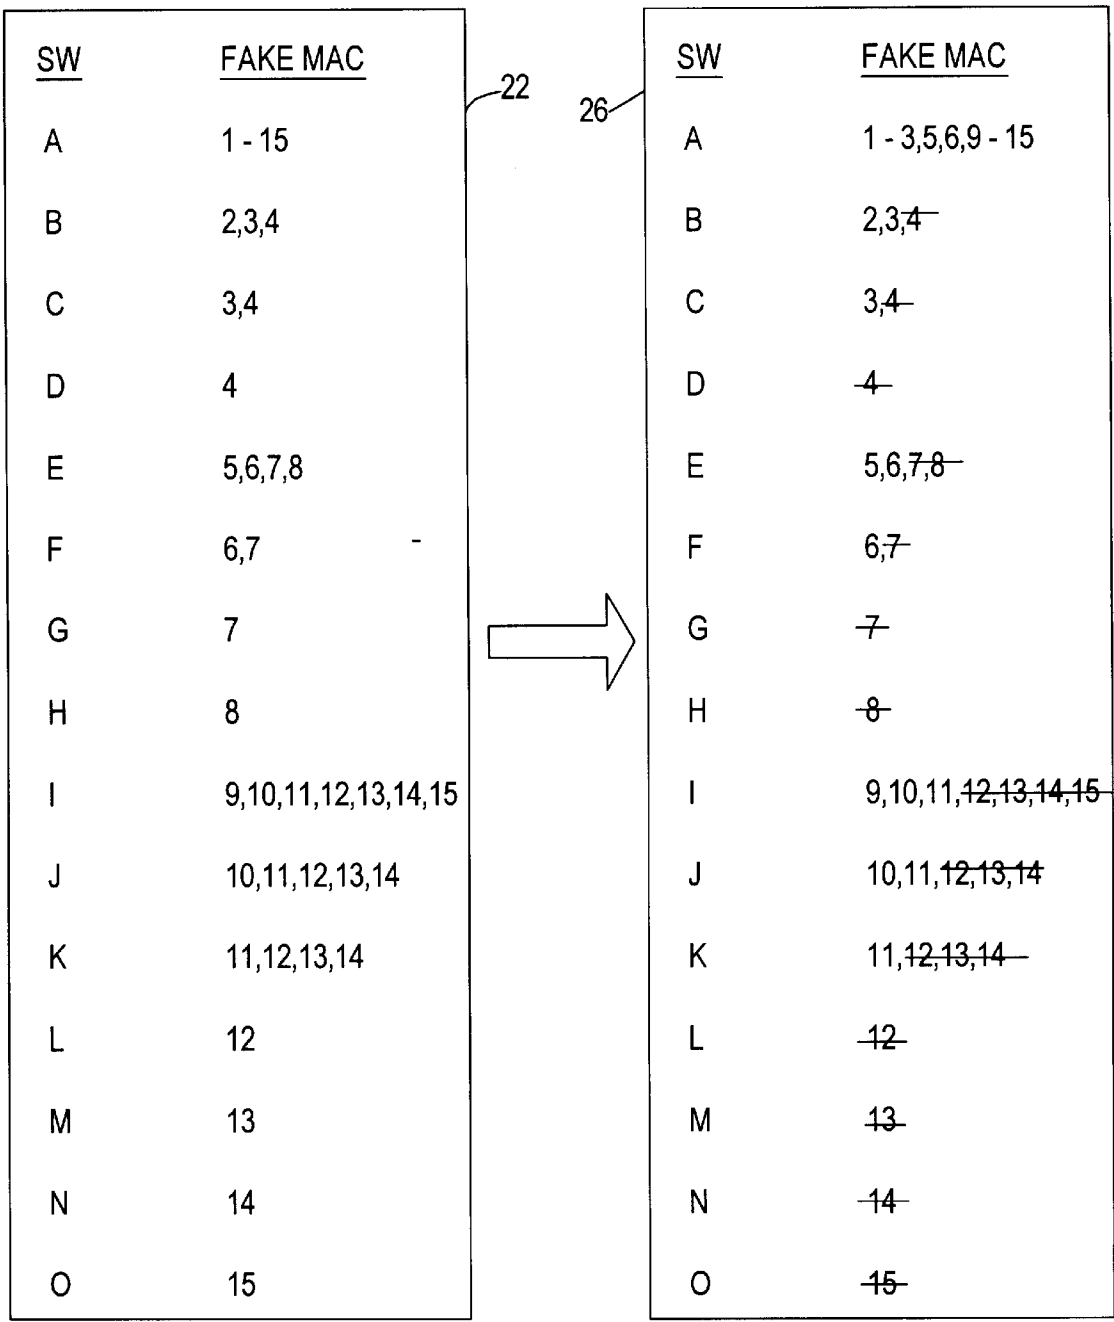 SW FAKE MAC
A 1 - 15
B 2,3,4
C 3,4
D 4
E 5,6,7,8
F 6,7
G 7
H 8
I 9,10,11,12,13,14,15
J 10,11,12,13,14
K 11,12,13,14
L 12
M 13
N 14
O 15
22
26
SW FAKE MAC
A 1 - 3,5,6,9 - 15
B 2,3,4
C 3,4
D 4
E 5,6,7,8
F 6,7
G 7
H 8
I 9,10,11,12,13,14,15
J 10,11,12,13,14
K 11,12,13,14
L 12
M 13
N 14
O 15